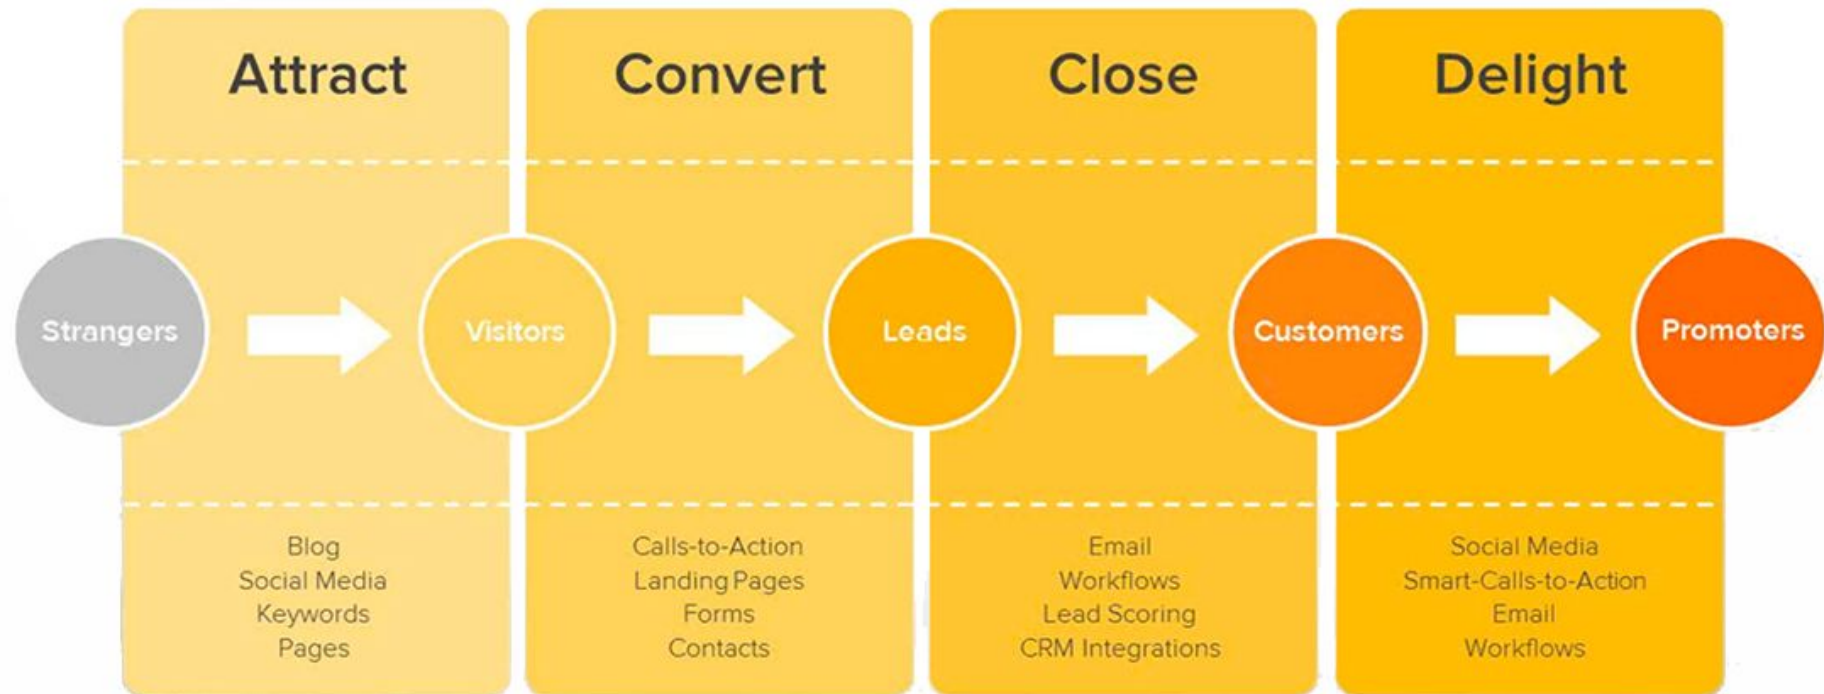 Attract
Convert
Close
Delight
Strangers
Visitors
Leads
Customers
Promoters
Blog
Social Media
Keywords
Pages
Calls-to-Action
Landing Pages
Forms
Contacts
Email
Workflows
Lead Scoring
CRM Integrations
Social Media
Smart-Calls-to-Action
Email
Workflows